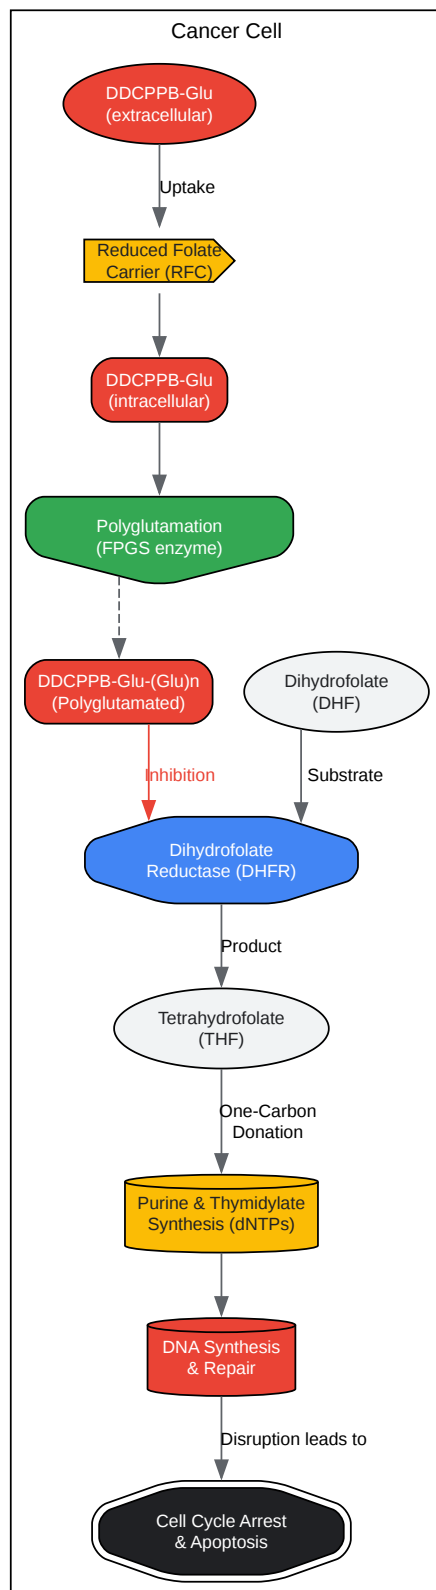 Cancer Cell
DDCPPB-Glu
(extracellular)
Uptake
Reduced Folate
Carrier (RFC)
DDCPPB-Glu
(intracellular)
Polyglutamation
(FPGS enzyme)
DDCPPB-Glu-(Glu)n
(Polyglutamated)
Dihydrofolate
(DHF)
Inhibition
Substrate
Dihydrofolate
Reductase (DHFR)
Product
Tetrahydrofolate
(THF)
One-Carbon
Donation
Purine & Thymidylate
Synthesis (dNTPs)
DNA Synthesis
& Repair
Disruption leads to
Cell Cycle Arrest
& Apoptosis